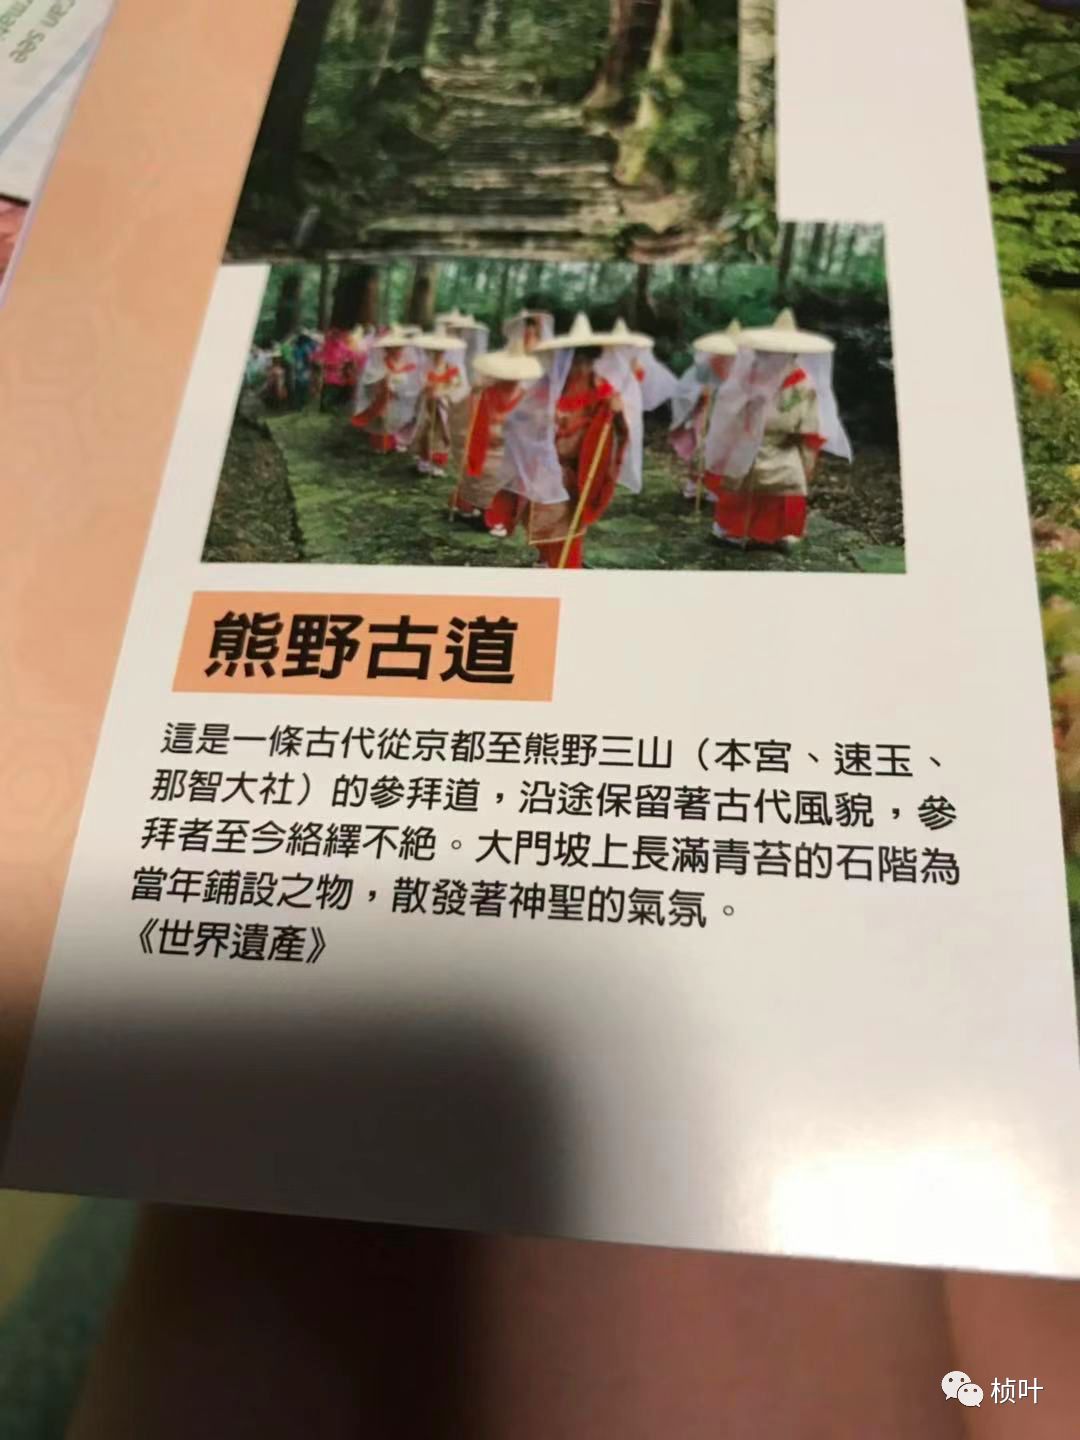 can see
熊野古道
這是一條古代從京都至熊野三山（本宮、速玉、
那智大社）的參拜道，沿途保留著古代風貌，參
拜者至今絡繹不絕。大門坡上長滿青苔的石階為
當年鋪設之物，散發著神聖的氣氛。
《世界遺產》
桢叶